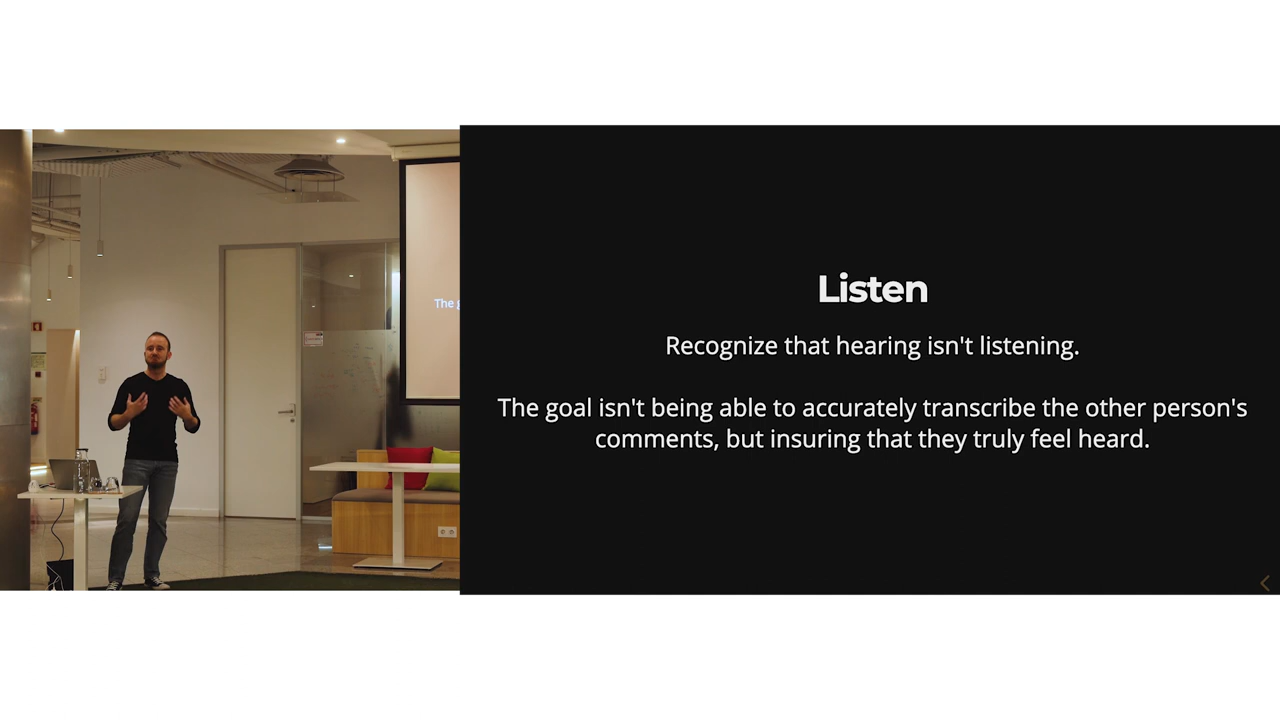 Listen
Recognize that hearing isn't listening.
The goal isn't being able to accurately transcribe the other person's
comments, but insuring that they truly feel heard.
The